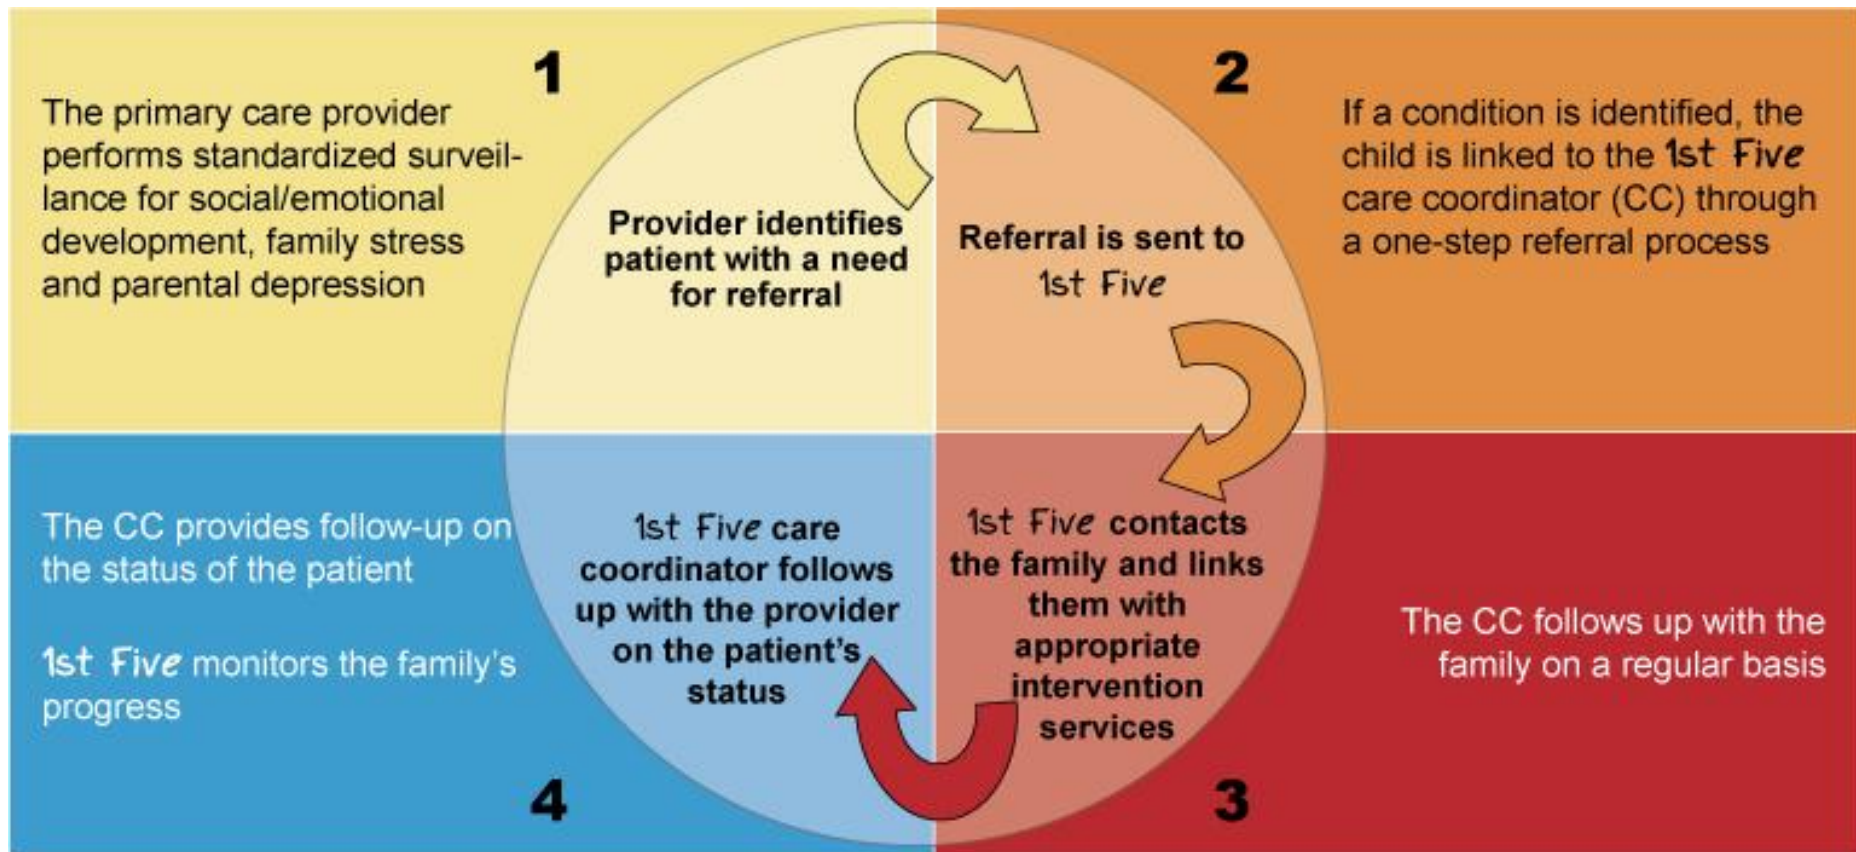 1
The primary care provider
performs standardized surveil-
lance for social/emotional
development, family stress
and parental depression
Provider identifies
patient with a need
for referral
2
If a condition is identified, the
child is linked to the 1st Five
care coordinator (CC) through
a one-step referral process
Referral is sent to
1st Five
1st Five contacts
the family and links
them with
appropriate
intervention
services
The CC follows up with the
family on a regular basis
3
The CC provides follow-up on
the status of the patient
1st Five monitors the family's
progress
1st Five care
coordinator follows
up with the provider
on the patient's
status
4